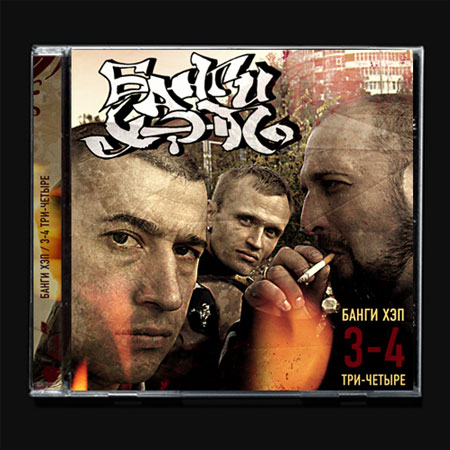 БАНГИ
ХЭП
БАНГИ ХЭП / 3-4 ТРИ-ЧЕТЫРЕ
БАНГИ ХЭП
3-4
ТРИ-ЧЕТЫРЕ